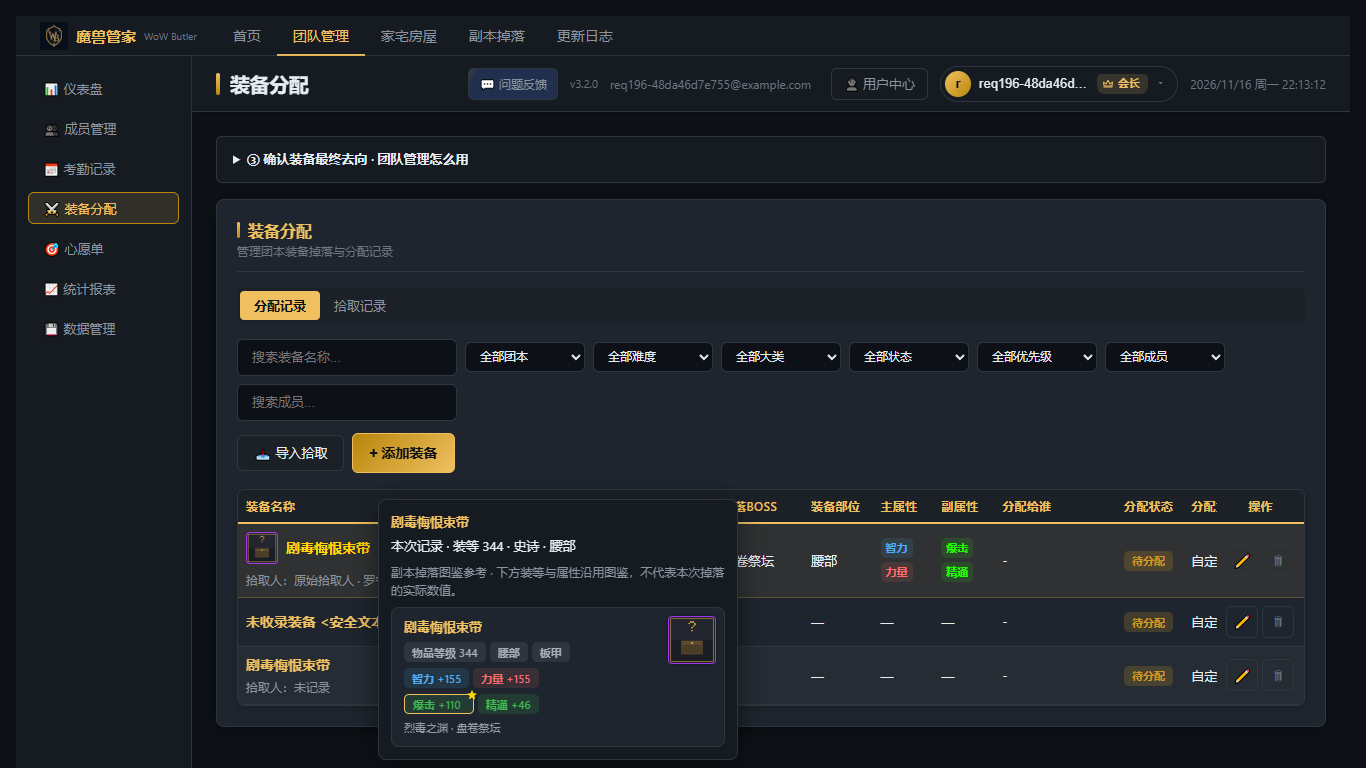 魔兽管家 WoW Butler 首页 团队管理 家宅房屋 副本掉落 更新日志
仪表盘
成员管理
考勤记录
装备分配
心愿单
统计报表
数据管理
装备分配 问题反馈 v3.2.0 req196-48da46d7e755@example.com 用户中心 r req196-48da46d... 会长 2026/11/16 周一 22:13:12
③ 确认装备最终去向 · 团队管理怎么用
装备分配
管理团本装备掉落与分配记录
分配记录 拾取记录
搜索装备名称... 全部团本 全部难度 全部大类 全部状态 全部优先级 全部成员
搜索成员...
导入拾取 + 添加装备
装备名称 落BOSS 装备部位 主属性 副属性 分配给谁 分配状态 分配 操作
剧毒悔恨束带 卷祭坛 腰部 智力 爆击 - 待分配 自定
力量 精通
拾取人：原始拾取人 · 罗
未收录装备 <安全文本 — — — - 待分配 自定
剧毒悔恨束带 — — — - 待分配 自定
拾取人：未记录
剧毒悔恨束带
本次记录 · 装等 344 · 史诗 · 腰部
副本掉落图鉴参考 · 下方装等与属性沿用图鉴，不代表本次掉落
的实际数值。
剧毒悔恨束带
物品等级 344 腰部 板甲
智力 +155 力量 +155
爆击 +110 精通 +46
烈毒之渊 · 盘卷祭坛